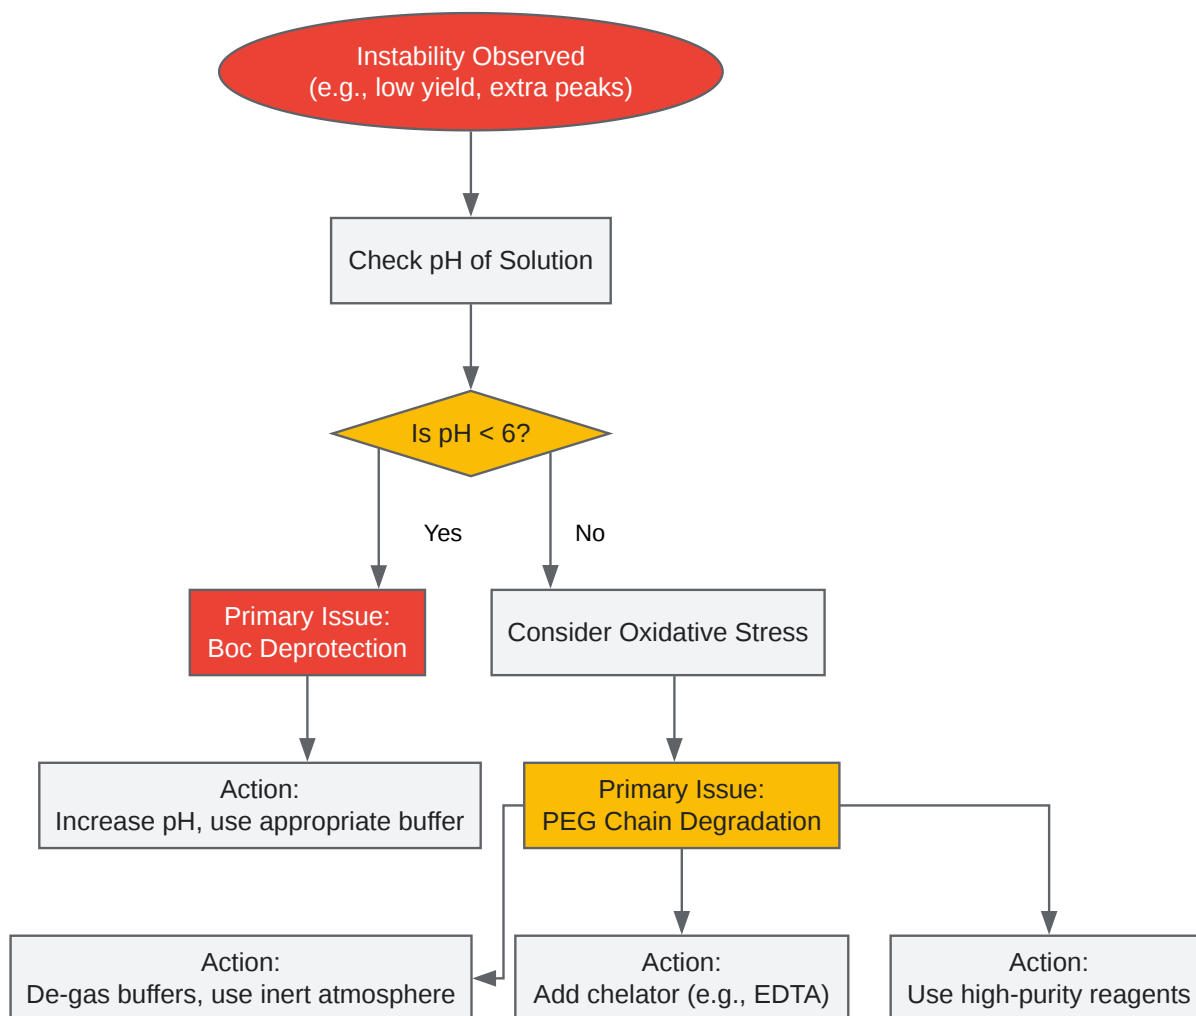 Instability Observed
(e.g., low yield, extra peaks)
Check pH of Solution
Is pH < 6?
Yes
No
Primary Issue:
Boc Deprotection
Consider Oxidative Stress
Action:
Increase pH, use appropriate buffer
Primary Issue:
PEG Chain Degradation
Action:
De-gas buffers, use inert atmosphere
Action:
Add chelator (e.g., EDTA)
Action:
Use high-purity reagents